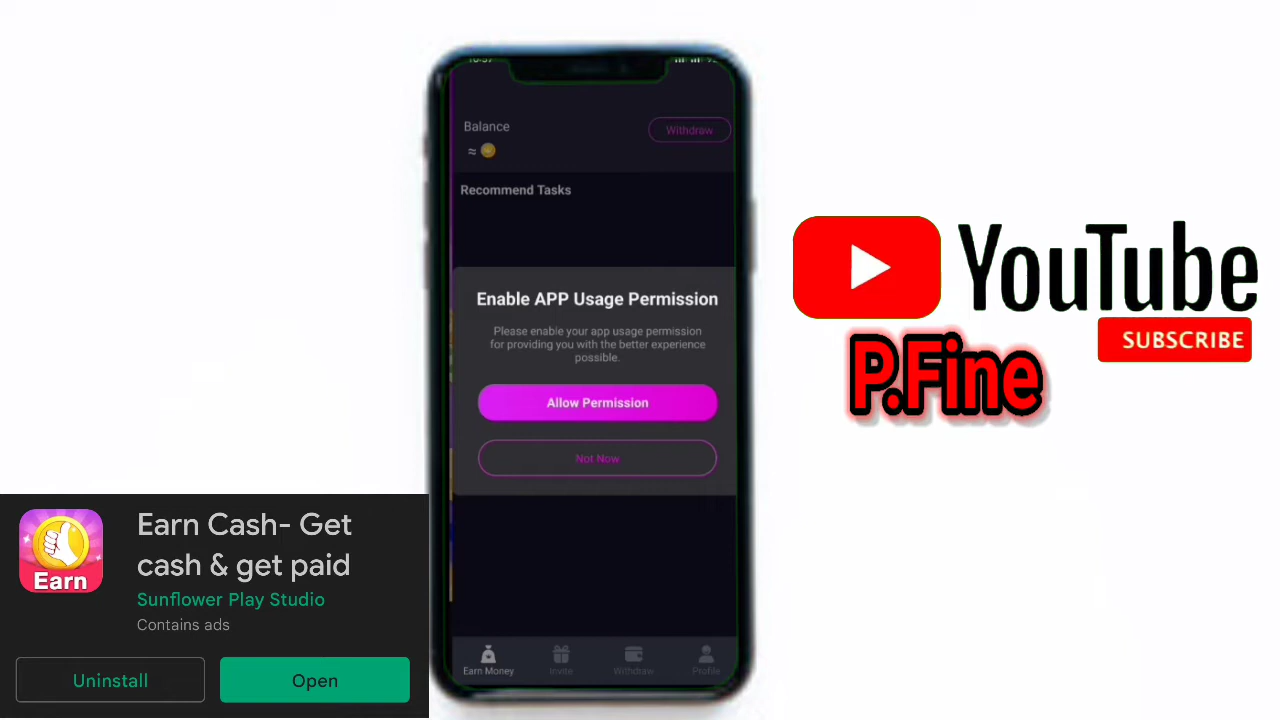 Balance
Withdraw
≈
Recommend Tasks
Enable APP Usage Permission
Please enable your app usage permission
for providing you with the better experience
possible.
Allow Permission
Not Now
Earn Money
Invite
Withdraw
Profile
YouTube
SUBSCRIBE
P.Fine
Earn
Earn Cash- Get
cash & get paid
Sunflower Play Studio
Contains ads
Uninstall
Open